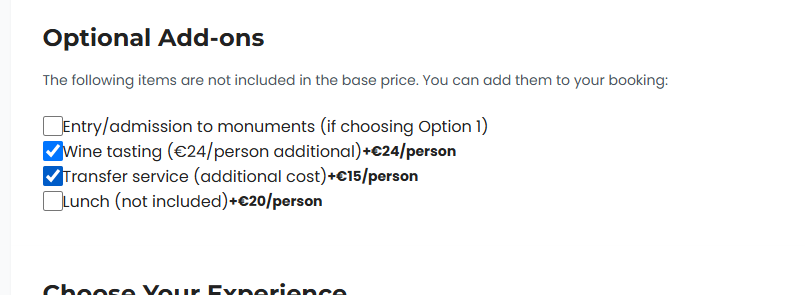 Optional Add-ons
The following items are not included in the base price. You can add them to your booking:
Entry/admission to monuments (if choosing Option 1)
Wine tasting (€24/person additional)+€24/person
Transfer service (additional cost)+€15/person
Lunch (not included)+€20/person
Choose Your Experience